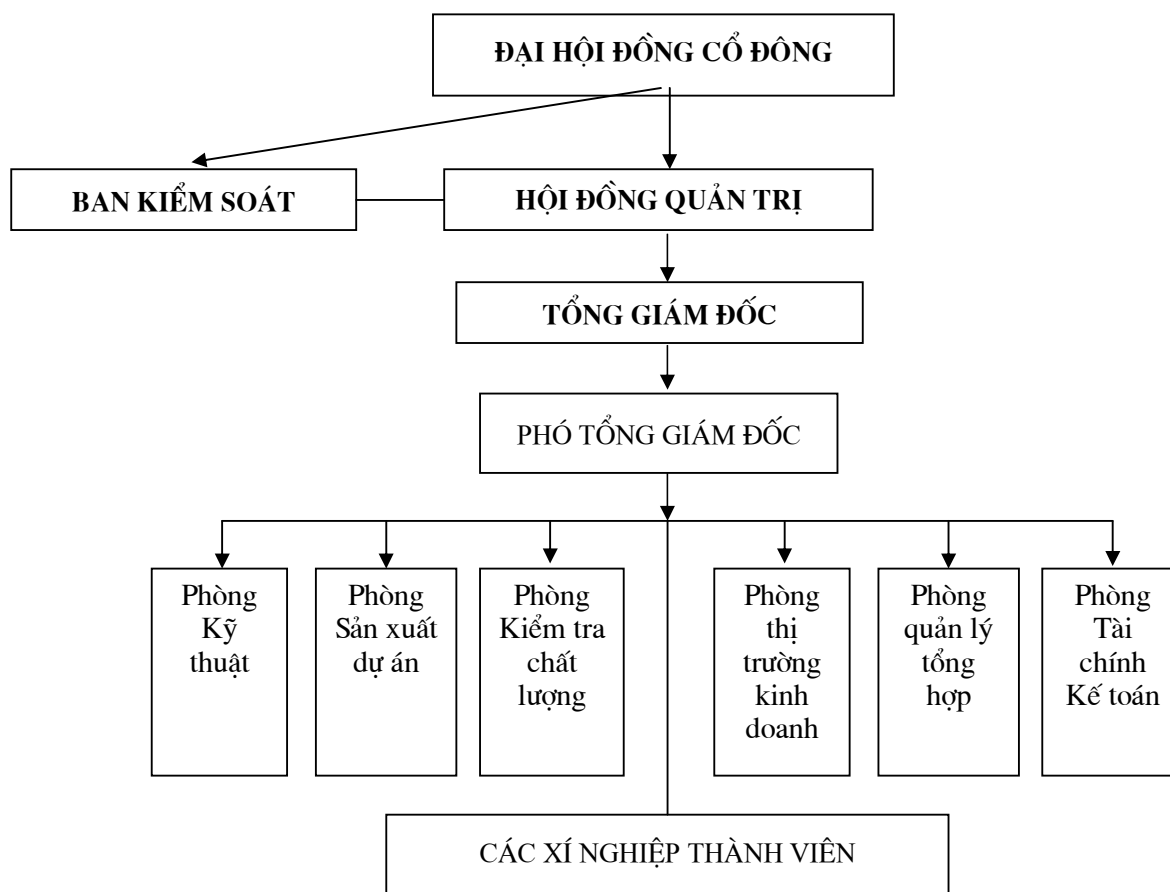 ĐẠI HỘI ĐỒNG CỔ ĐÔNG
BAN KIỂM SOÁT
HỘI ĐỒNG QUẢN TRỊ
TỔNG GIÁM ĐỐC
PHÓ TỔNG GIÁM ĐỐC
Phòng
Kỹ
thuật
Phòng
Sản xuất
dự án
Phòng
Kiểm tra
chất
lượng
Phòng
thị
trường
kinh
doanh
Phòng
quản lý
tổng
hợp
Phòng
Tài
chính
Kế toán
CÁC XÍ NGHIỆP THÀNH VIÊN